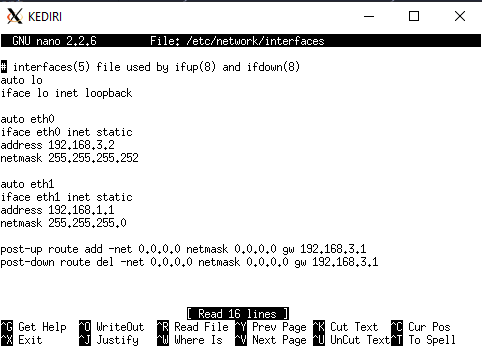 KEDIRI
GNU nano 2.2.6 File: /etc/network/interfaces
# interfaces(5) file used by ifup(8) and ifdown(8)
auto lo
iface lo inet loopback
auto eth0
iface eth0 inet static
address 192.168.3.2
netmask 255.255.255.252
auto eth1
iface eth1 inet static
address 192.168.1.1
netmask 255.255.255.0
post-up route add -net 0.0.0.0 netmask 0.0.0.0 gw 192.168.3.1
post-down route del -net 0.0.0.0 netmask 0.0.0.0 gw 192.168.3.1
[ Read 16 lines ]
^G Get Help ^O WriteOut ^R Read File ^Y Prev Page ^K Cut Text ^C Cur Pos
^X Exit ^J Justify ^W Where Is ^V Next Page ^U UnCut Text ^T To Spell